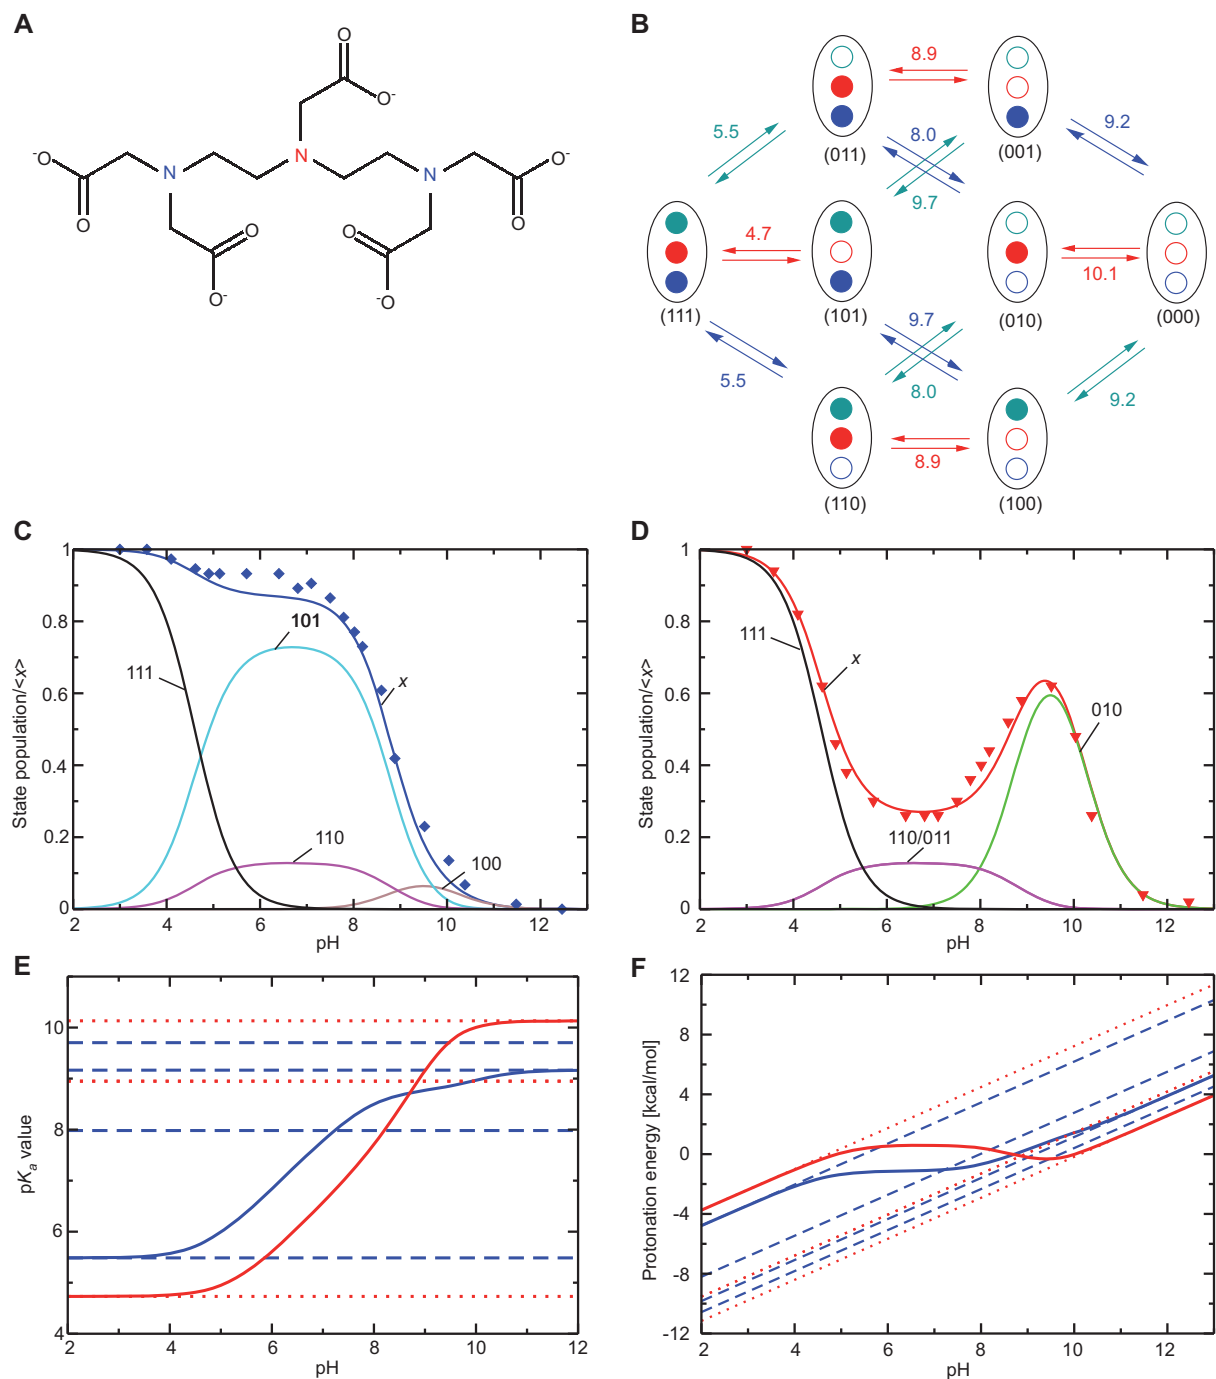 A
O
O-
-O
N
N
N
O-
O
O
O
O
O-
-O
B
8.9
(011)
(001)
5.5
8.0
9.7
9.2
4.7
10.1
(111)
(101)
(010)
(000)
5.5
9.7
8.0
9.2
8.9
(110)
(100)
C
State population/<x>
1
0.8
0.6
0.4
0.2
0
111
101
x
110
100
2 4 6 8 10 12
pH
D
State population/<x>
1
0.8
0.6
0.4
0.2
0
111
x
010
110/011
2 4 6 8 10 12
pH
E
pKa value
10
8
6
4
2 4 6 8 10 12
pH
F
Protonation energy [kcal/mol]
12
8
4
0
-4
-8
-12
2 4 6 8 10 12
pH